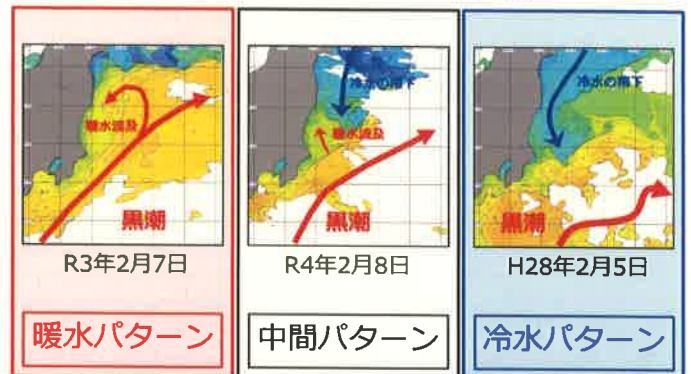 暖水波及
黒潮
R3年2月7日
暖水パターン
冷水の南下
暖水波及
黒潮
R4年2月8日
中間パターン
冷水の南下
黒潮
H28年2月5日
冷水パターン